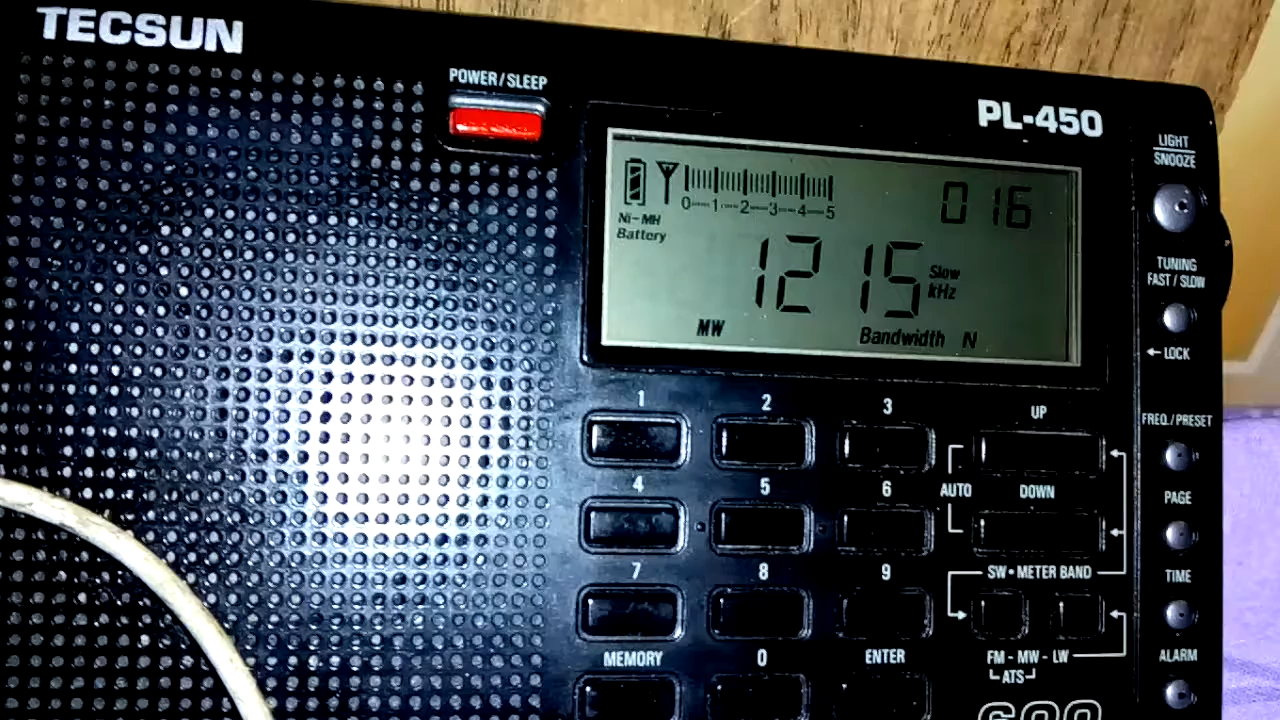 TECSUN
POWER/SLEEP
PL-450
LIGHT
SNOOZE
0 1 2 3 4 5
016
Ni-MH
Battery
1215
Slow
kHz
MW
Bandwidth N
TUNING
FAST / SLOW
LOCK
1 2 3 UP
FREQ./PRESET
4 5 6 AUTO DOWN
PAGE
7 8 9 SW • METER BAND
TIME
MEMORY 0 ENTER FM - MW - LW
ATS
ALARM
600